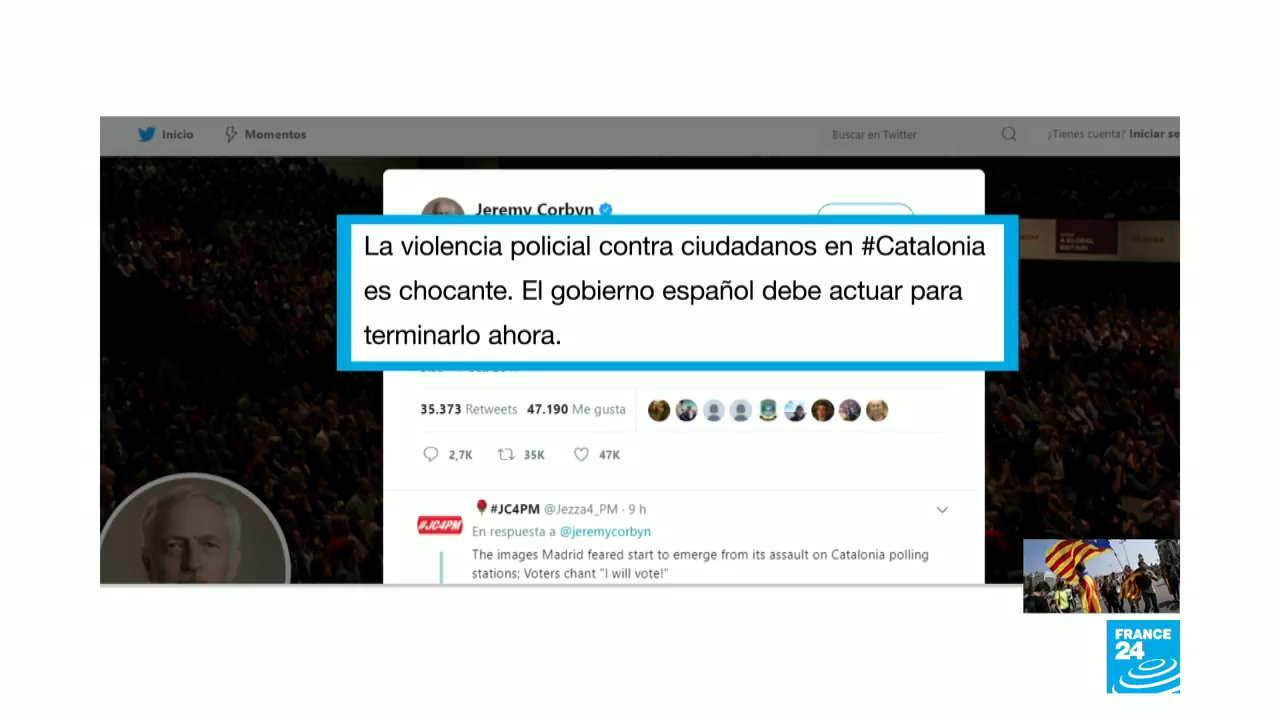 Inicio
Momentos
Buscar en Twitter
¿Tienes cuenta? Iniciar se
Jeremy Corbyn
La violencia policial contra ciudadanos en #Catalonia
es chocante. El gobierno español debe actuar para
terminarlo ahora.
35.373 Retweets 47.190 Me gusta
2,7K 35K 47K
#JC4PM @Jezza4_PM · 9 h
#JC4PM
En respuesta a @jeremycorbyn
The images Madrid feared start to emerge from its assault on Catalonia polling
stations; Voters chant "I will vote!"
A GLOBAL
BRITAIN
FRANCE
24